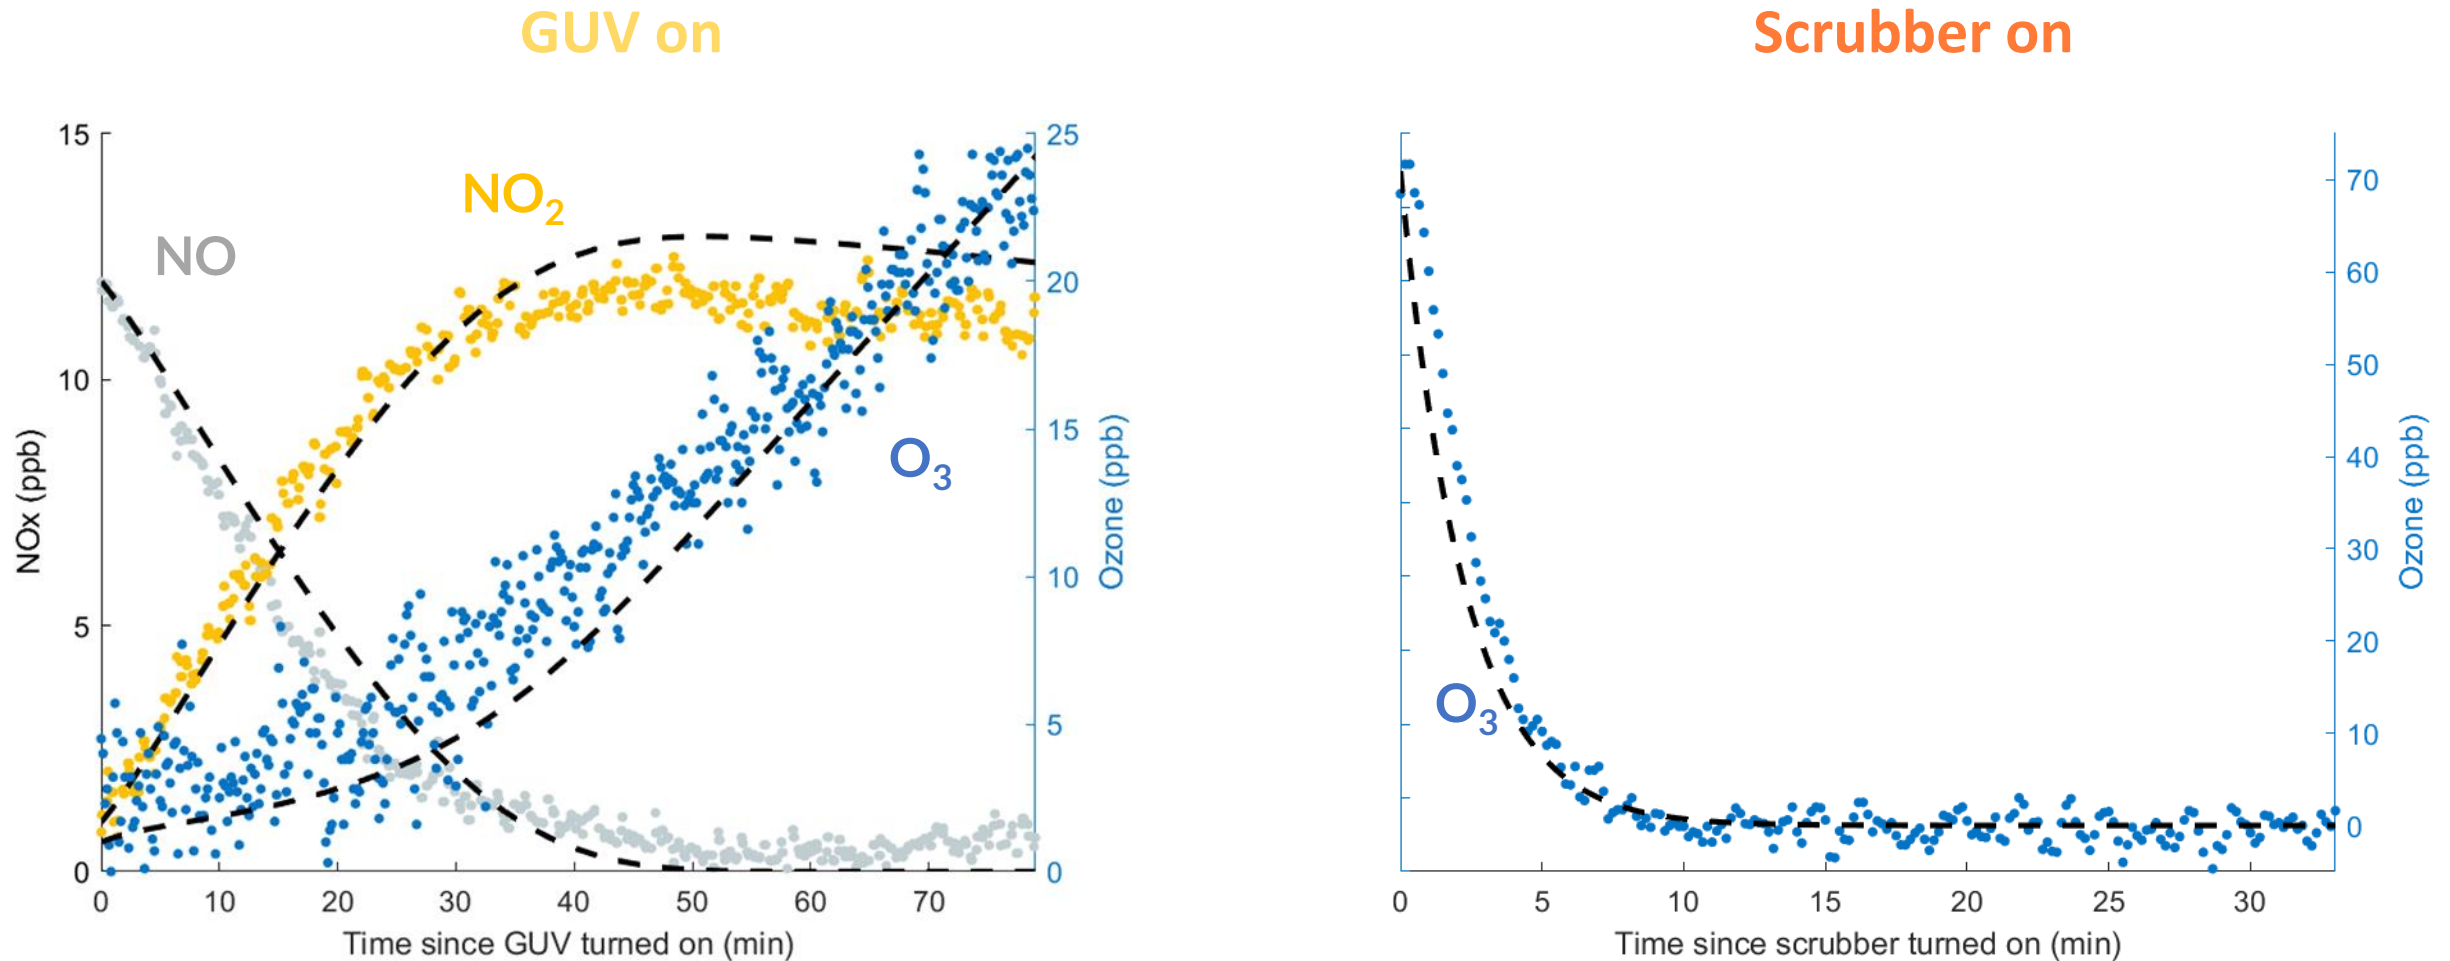 GUV on
Scrubber on
15
10
5
0
NOx (ppb)
NO
NO2
O3
25
20
15
10
5
0
Ozone (ppb)
0 10 20 30 40 50 60 70
Time since GUV turned on (min)
O3
70
60
50
40
30
20
10
0
Ozone (ppb)
0 5 10 15 20 25 30
Time since scrubber turned on (min)